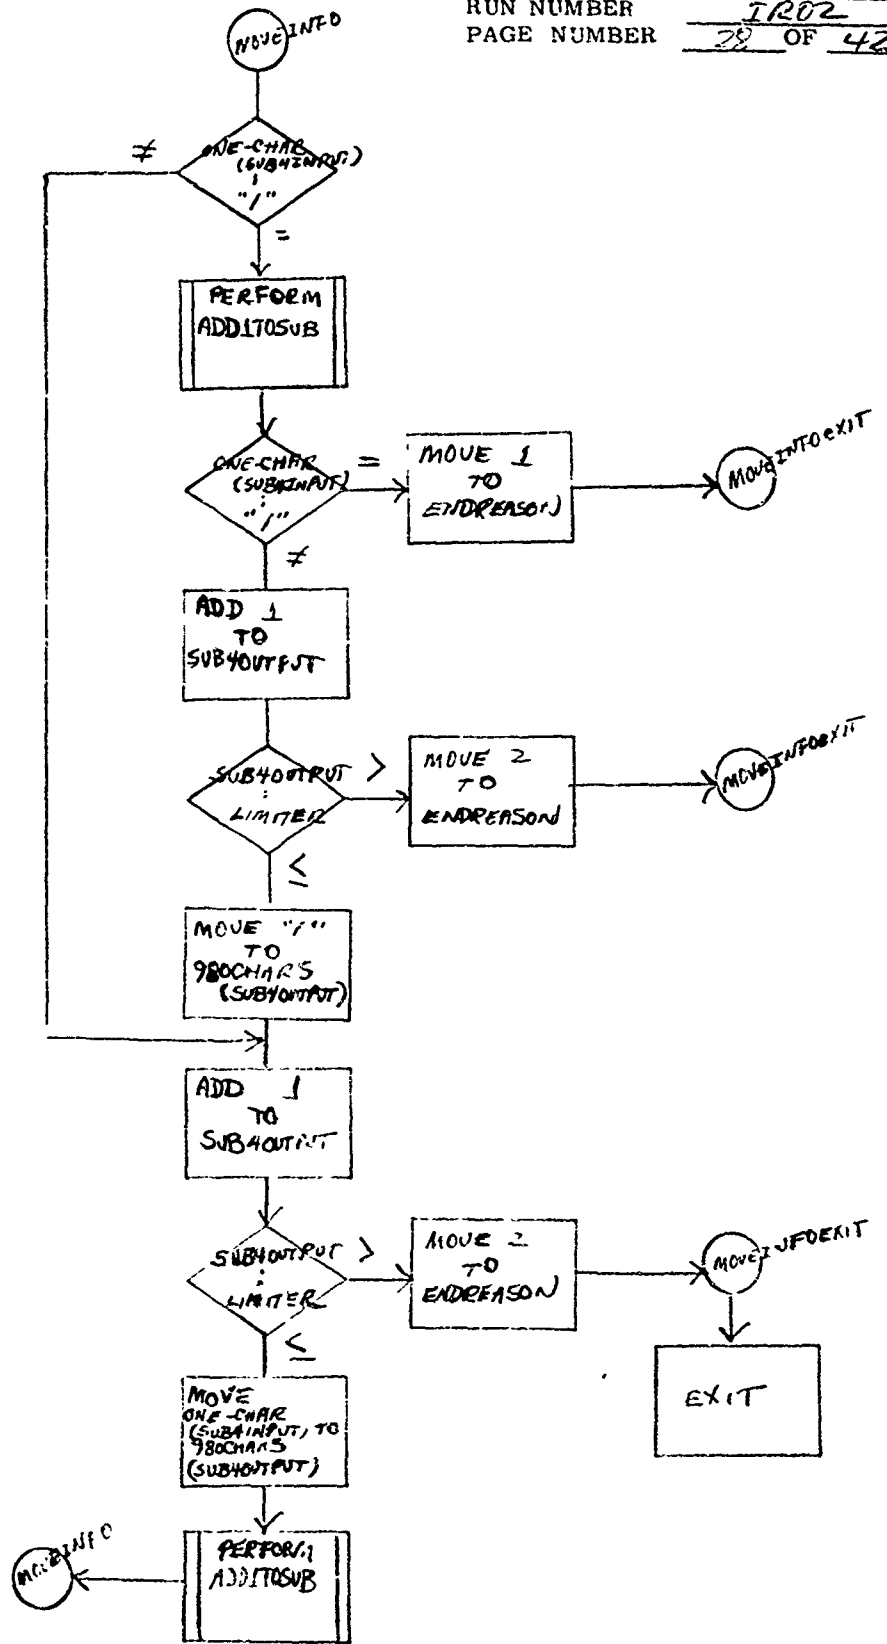 RUN NUMBER IR02
PAGE NUMBER 28 OF 42
MOVEINFO
≠
ONE-CHAR
(SUB4INPUT)
:
"/"
=
PERFORM
ADD1TOSUB
ONE-CHAR
(SUB4INPUT)
:
"/"
=
MOVE 1
TO
ENDREASON
MOVEINFOEXIT
≠
ADD 1
TO
SUB4OUTPUT
SUB4OUTPUT
:
LIMITER
>
MOVE 2
TO
ENDREASON
MOVEINFOEXIT
≤
MOVE "/"
TO
980CHARS
(SUB4OUTPUT)
ADD 1
TO
SUB4OUTPUT
SUB4OUTPUT
:
LIMITER
>
MOVE 2
TO
ENDREASON
MOVEINFOEXIT
EXIT
≤
MOVE
ONE-CHAR
(SUB4INPUT) TO
980CHARS
(SUB4OUTPUT)
PERFORM
ADD1TOSUB
MOVEINFO